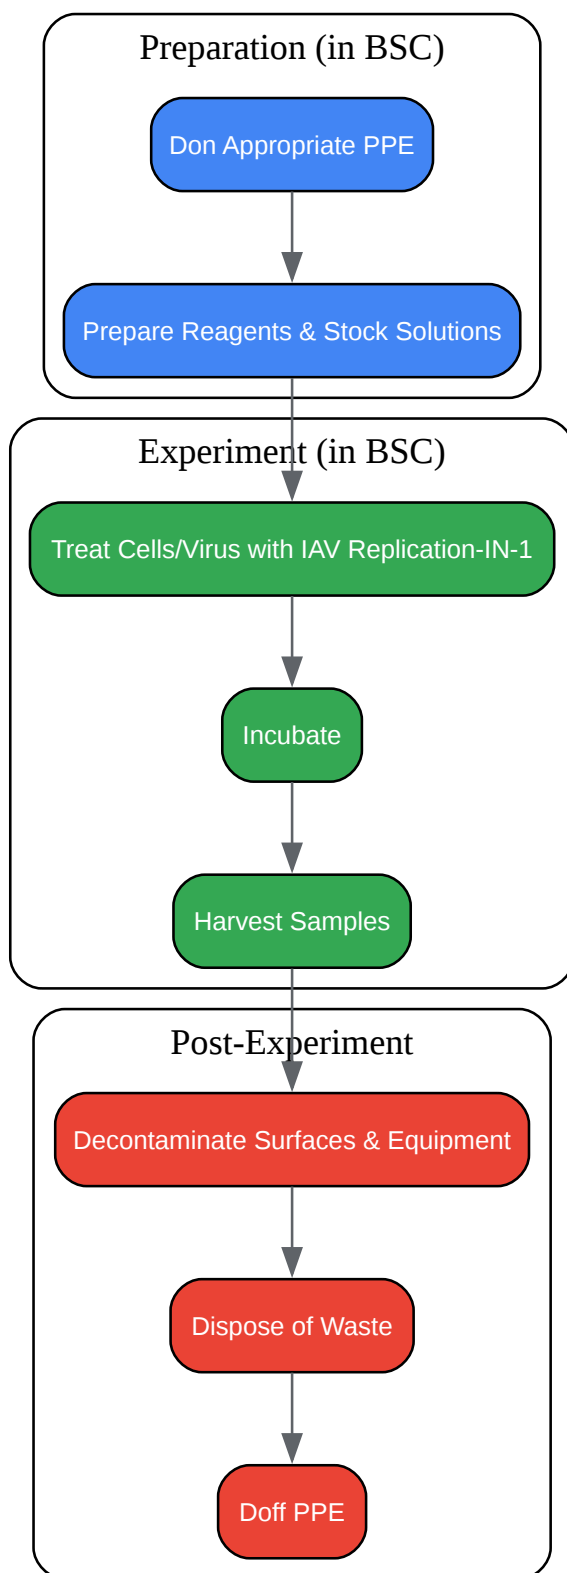 Preparation (in BSC)
Don Appropriate PPE
Prepare Reagents & Stock Solutions
Experiment (in BSC)
Treat Cells/Virus with IAV Replication-IN-1
Incubate
Harvest Samples
Post-Experiment
Decontaminate Surfaces & Equipment
Dispose of Waste
Doff PPE